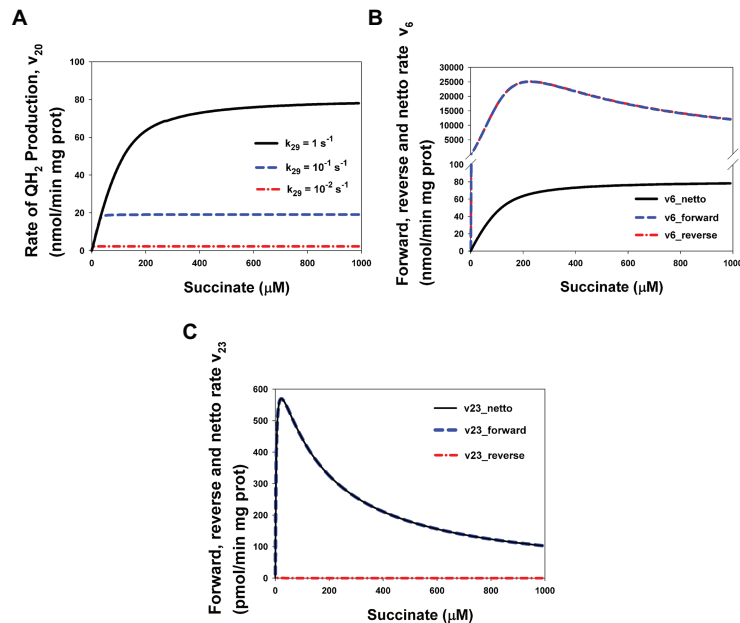 A
Rate of QH2 Production, v20
(nmol/min mg prot)
100
80
60
40
20
0
k29 = 1 s-1
k29 = 10-1 s-1
k29 = 10-2 s-1
0 200 400 600 800 1000
Succinate (μM)
B
Forward, reverse and netto rate v6
(nmol/min mg prot)
30000
25000
20000
15000
10000
5000
100
80
60
40
20
0
v6_netto
v6_forward
v6_reverse
0 200 400 600 800 1000
Succinate (μM)
C
Forward, reverse and netto rate v23
(pmol/min mg prot)
600
500
400
300
200
100
0
v23_netto
v23_forward
v23_reverse
0 200 400 600 800 1000
Succinate (μM)